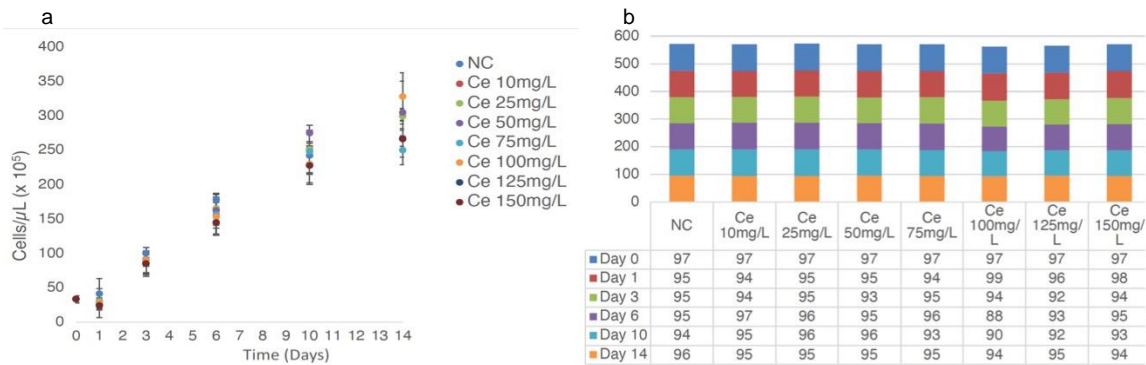 a
400
350
300
250
200
150
100
50
0
Cells/µL (x 10⁵)
0 1 2 3 4 5 6 7 8 9 10 11 12 13 14
Time (Days)
NC
Ce 10mg/L
Ce 25mg/L
Ce 50mg/L
Ce 75mg/L
Ce 100mg/L
Ce 125mg/L
Ce 150mg/L
b
600
500
400
300
200
100
0
NC Ce 10mg/L Ce 25mg/L Ce 50mg/L Ce 75mg/L Ce 100mg/L Ce 125mg/L Ce 150mg/L
Day 0 97 97 97 97 97 97 97 97
Day 1 95 94 95 95 94 99 96 98
Day 3 95 94 95 93 95 94 92 94
Day 6 95 97 96 95 96 88 93 95
Day 10 94 95 96 96 93 90 92 93
Day 14 96 95 95 95 95 94 95 94